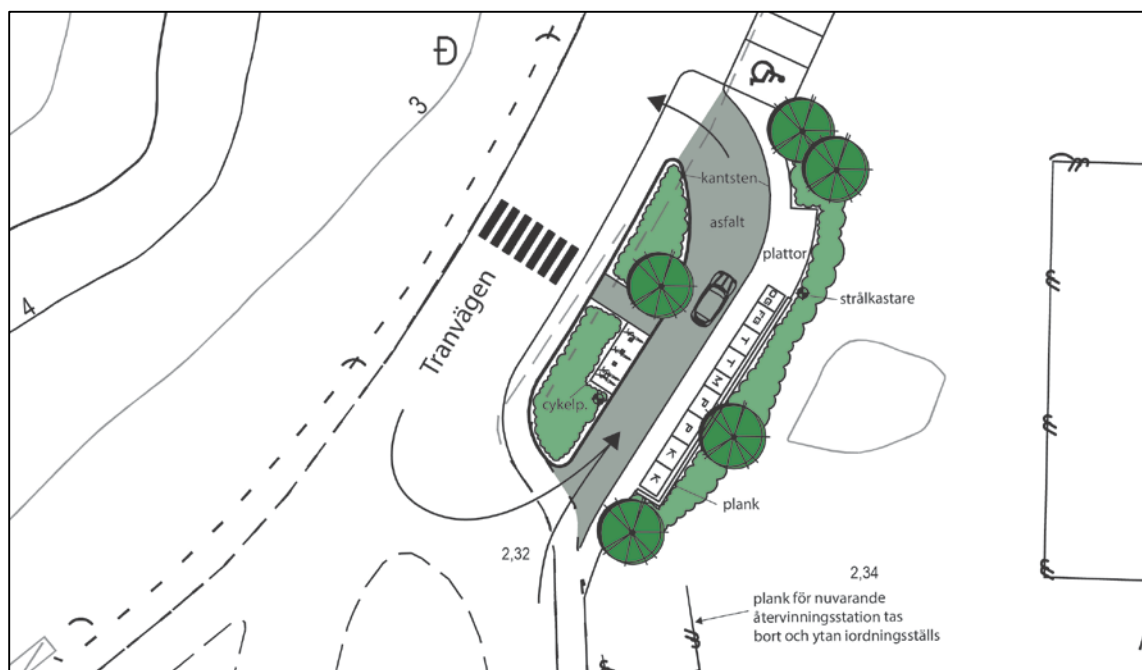 Đ
3
4
kantsten
asfalt
plattor
Tranvägen
strålkastare
cykelp.
T
T
M
P
P
K
K
plank
2,32
2,34
plank för nuvarande
återvinningsstation tas
bort och ytan iordningsställs